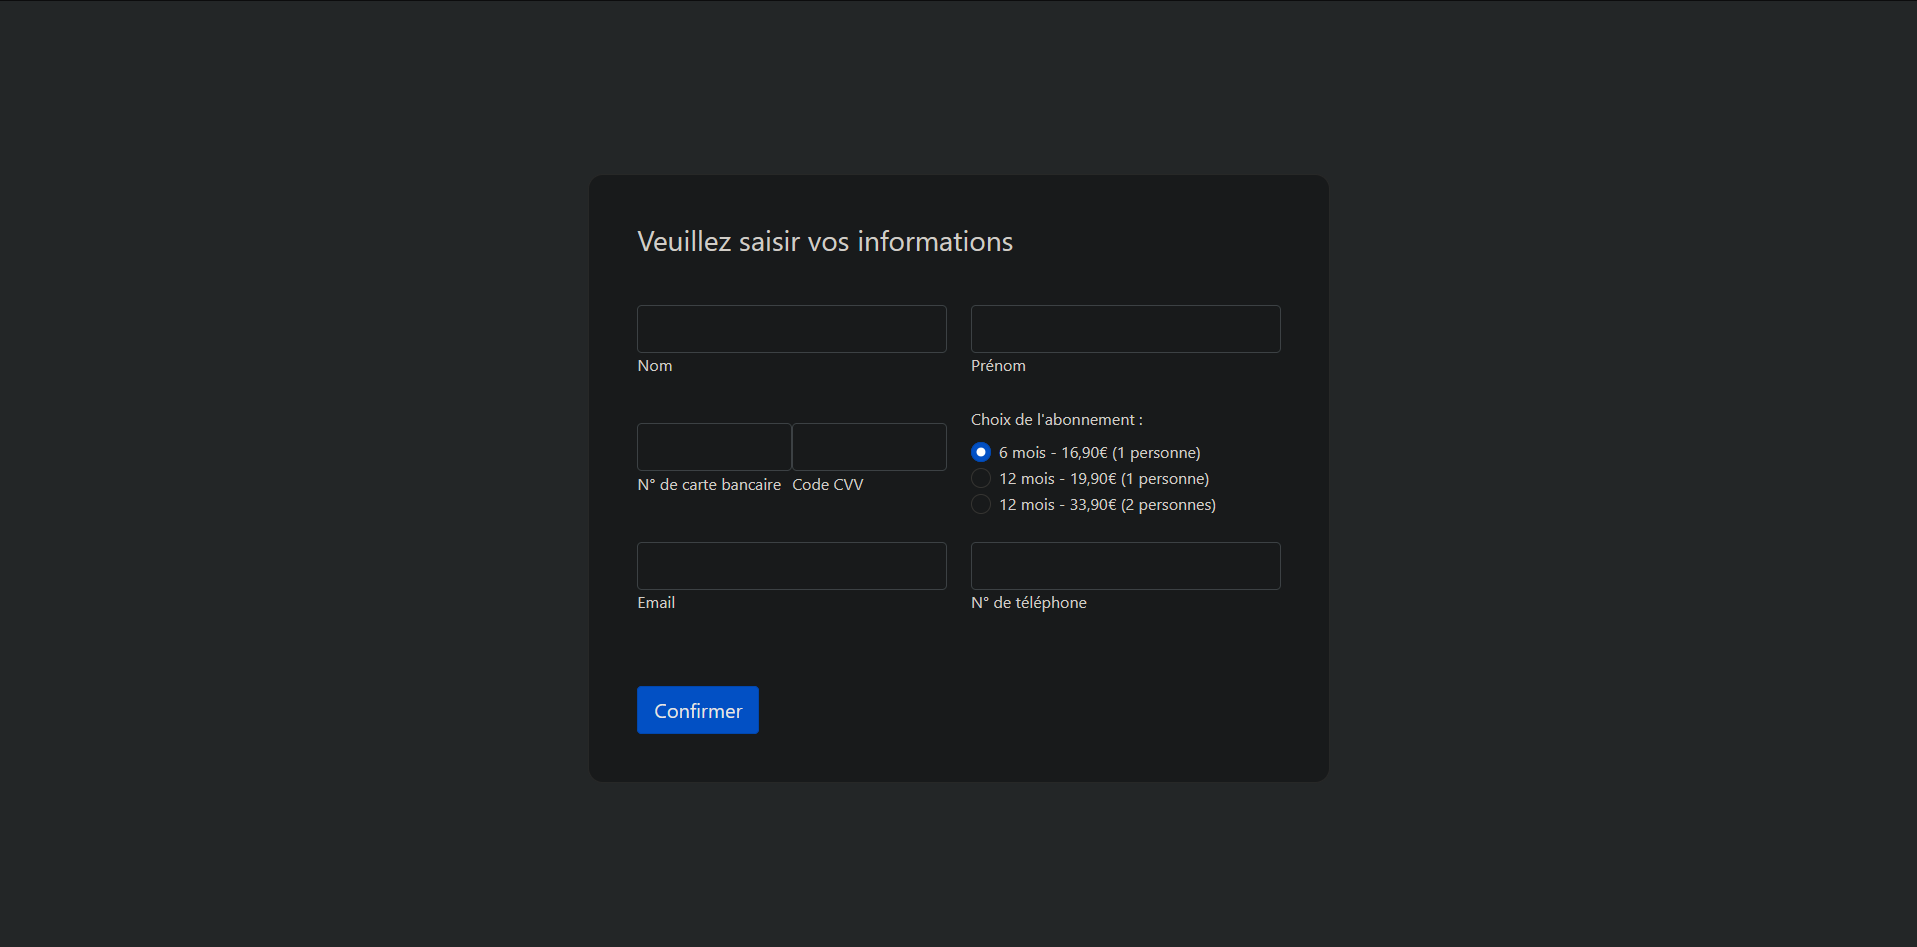 Veuillez saisir vos informations
Nom
Prénom
Choix de l'abonnement :
6 mois - 16,90€ (1 personne)
12 mois - 19,90€ (1 personne)
12 mois - 33,90€ (2 personnes)
N° de carte bancaire
Code CVV
Email
N° de téléphone
Confirmer